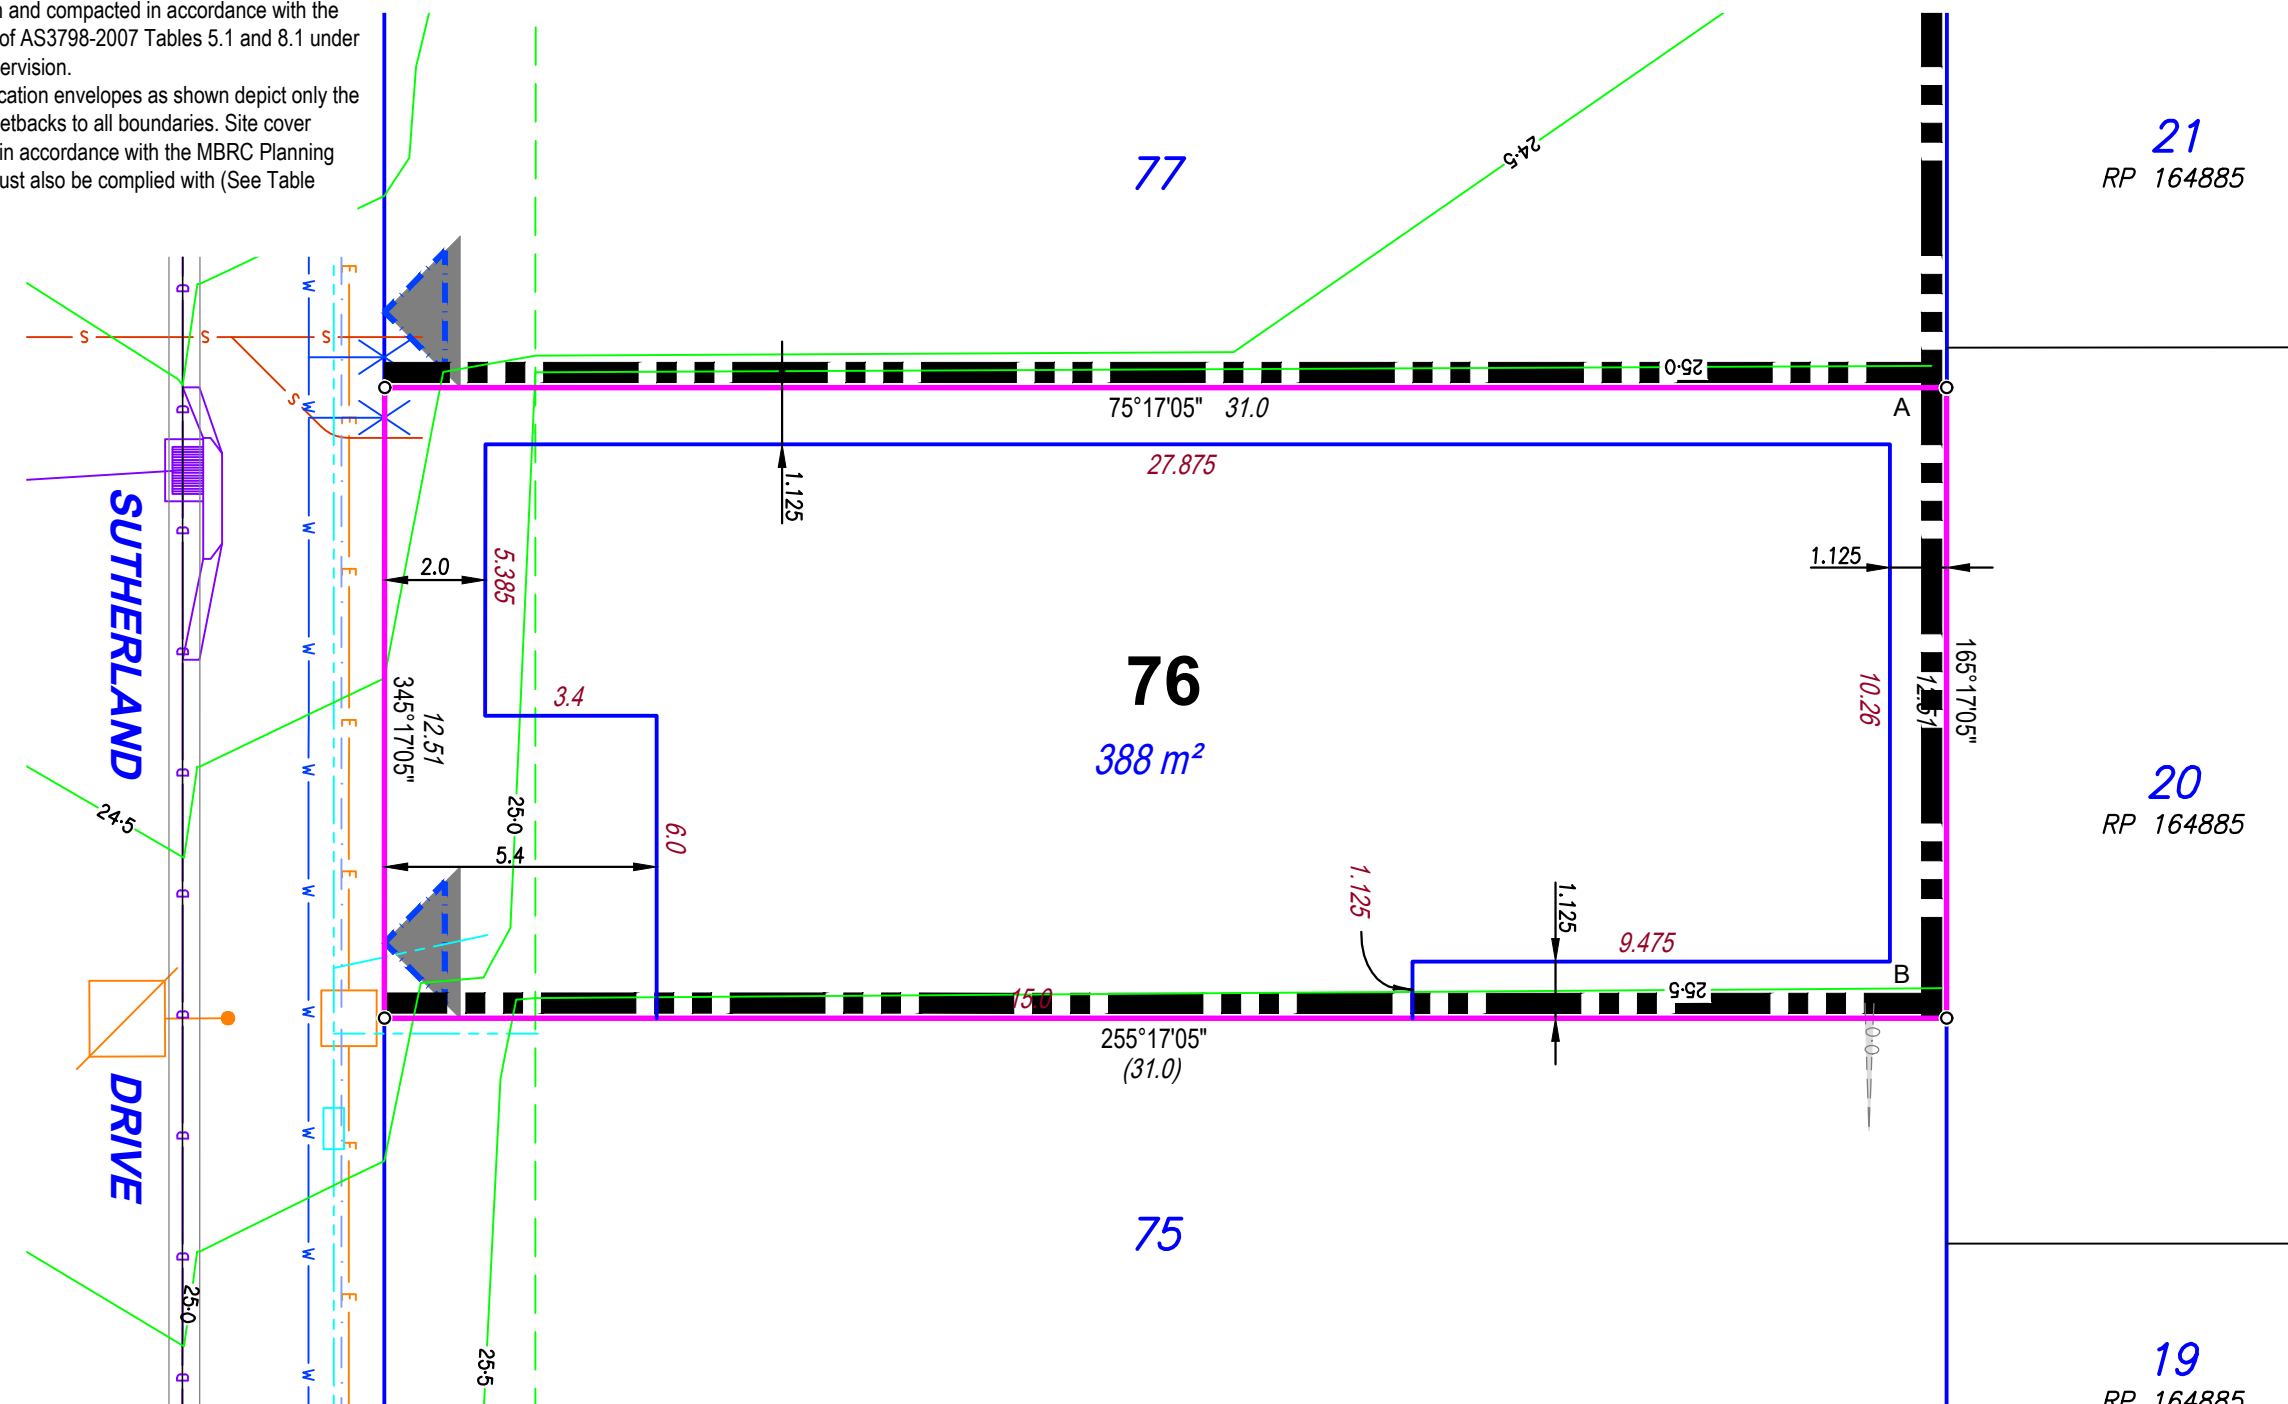 n and compacted in accordance with the
of AS3798-2007 Tables 5.1 and 8.1 under
ervision.
cation envelopes as shown depict only the
etbacks to all boundaries. Site cover
in accordance with the MBRC Planning
ust also be complied with (See Table
77
24·5
21
RP 164885
25·0
75°17'05" 31.0
A
27.875
1.125
2.0
5.385
1.125
SUTHERLAND
DRIVE
3.4
76
388 m²
10.26
12.51
165°17'05"
12.51
345°17'05"
20
RP 164885
24·5
25·0
6.0
5.4
1.125
1.125
9.475
B
25·5
15.0
255°17'05"
(31.0)
0.0
75
25·0
25·5
19
RP 164885
S
S
S
S
D
D
D
D
D
D
D
D
D
D
W
W
W
W
W
W
W
W
W
W
E
E
E
E
E
E
E